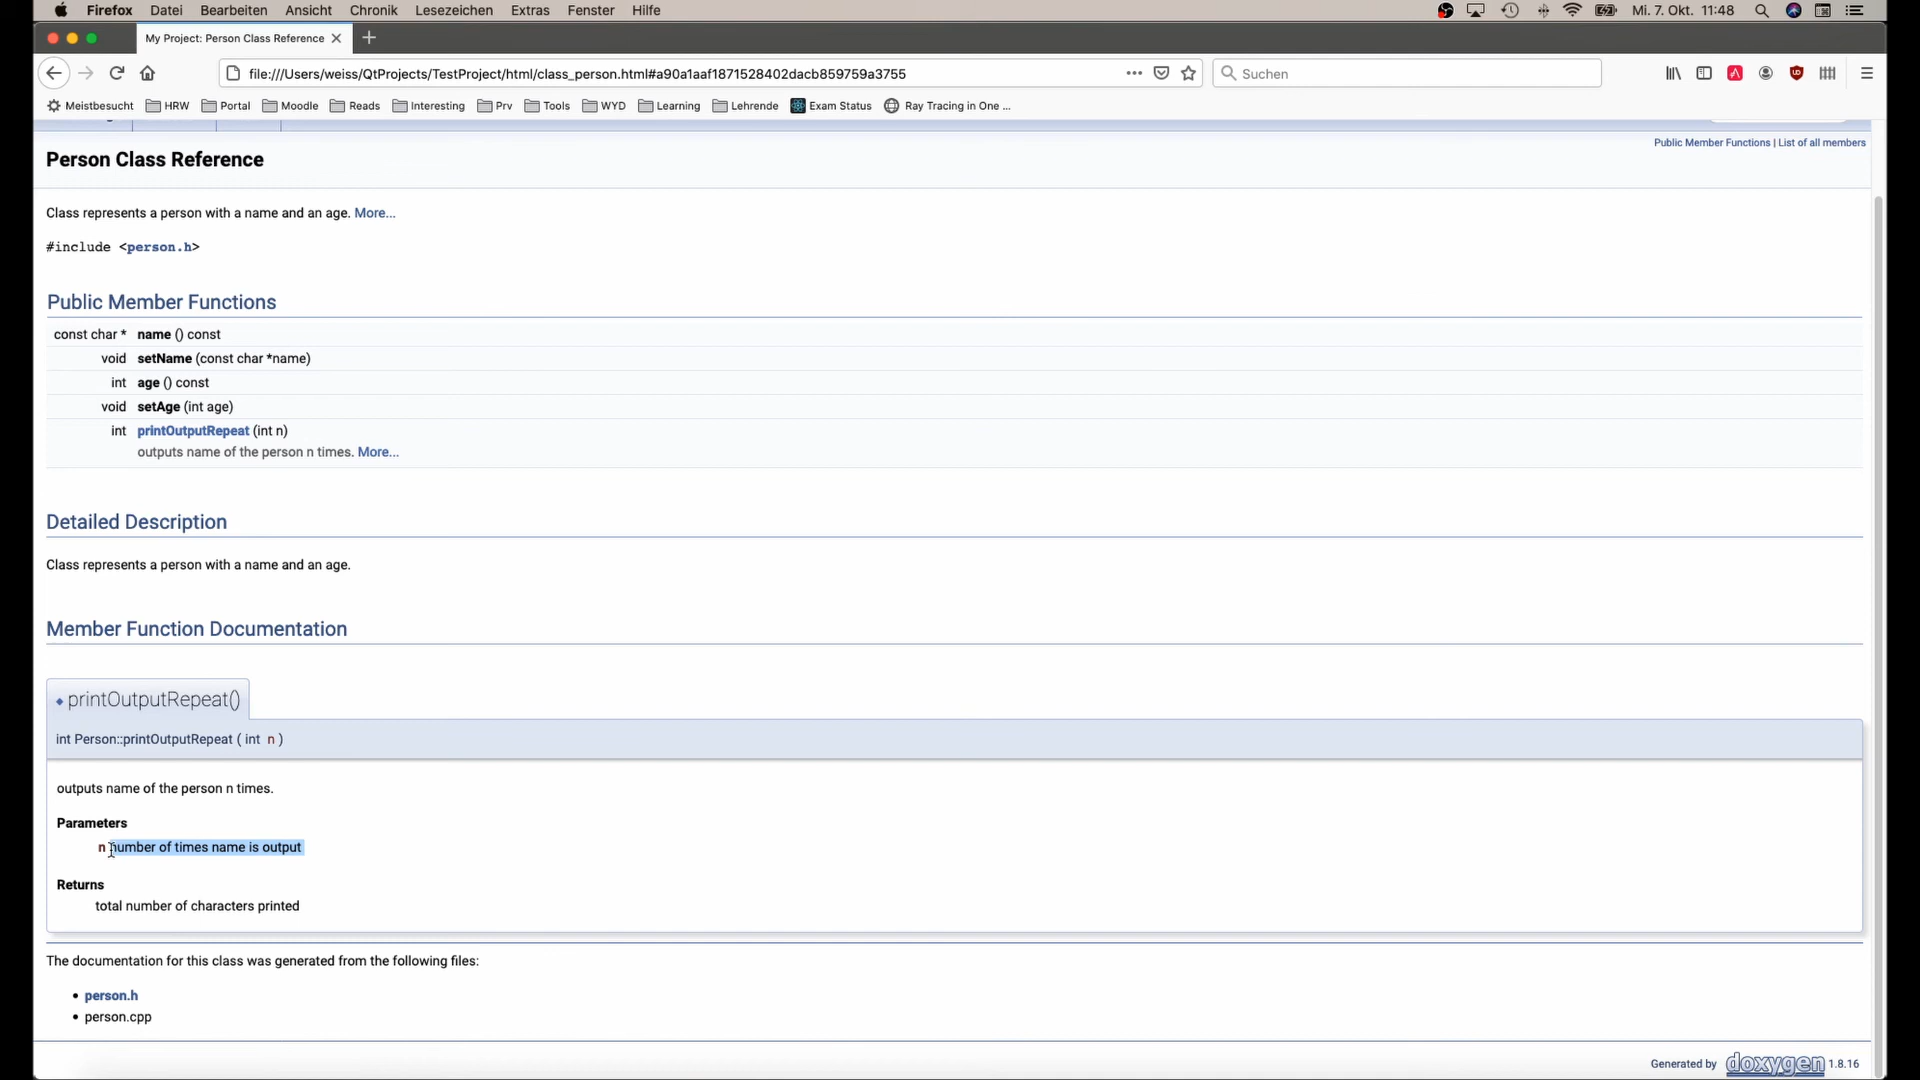 Firefox Datei Bearbeiten Ansicht Chronik Lesezeichen Extras Fenster Hilfe Mi. 7. Okt. 11:48
My Project: Person Class Reference
file:///Users/weiss/QtProjects/TestProject/html/class_person.html#a90a1aaf1871528402dacb859759a3755 Suchen
Meistbesucht HRW Portal Moodle Reads Interesting Prv Tools WYD Learning Lehrende Exam Status Ray Tracing in One ...
Public Member Functions | List of all members
Person Class Reference
Class represents a person with a name and an age. More...
#include <person.h>
Public Member Functions
const char * name () const
void setName (const char *name)
int age () const
void setAge (int age)
int printOutputRepeat (int n)
outputs name of the person n times. More...
Detailed Description
Class represents a person with a name and an age.
Member Function Documentation
◆ printOutputRepeat()
int Person::printOutputRepeat ( int n )
outputs name of the person n times.
Parameters
n number of times name is output
Returns
total number of characters printed
The documentation for this class was generated from the following files:
• person.h
• person.cpp
Generated by doxygen 1.8.16